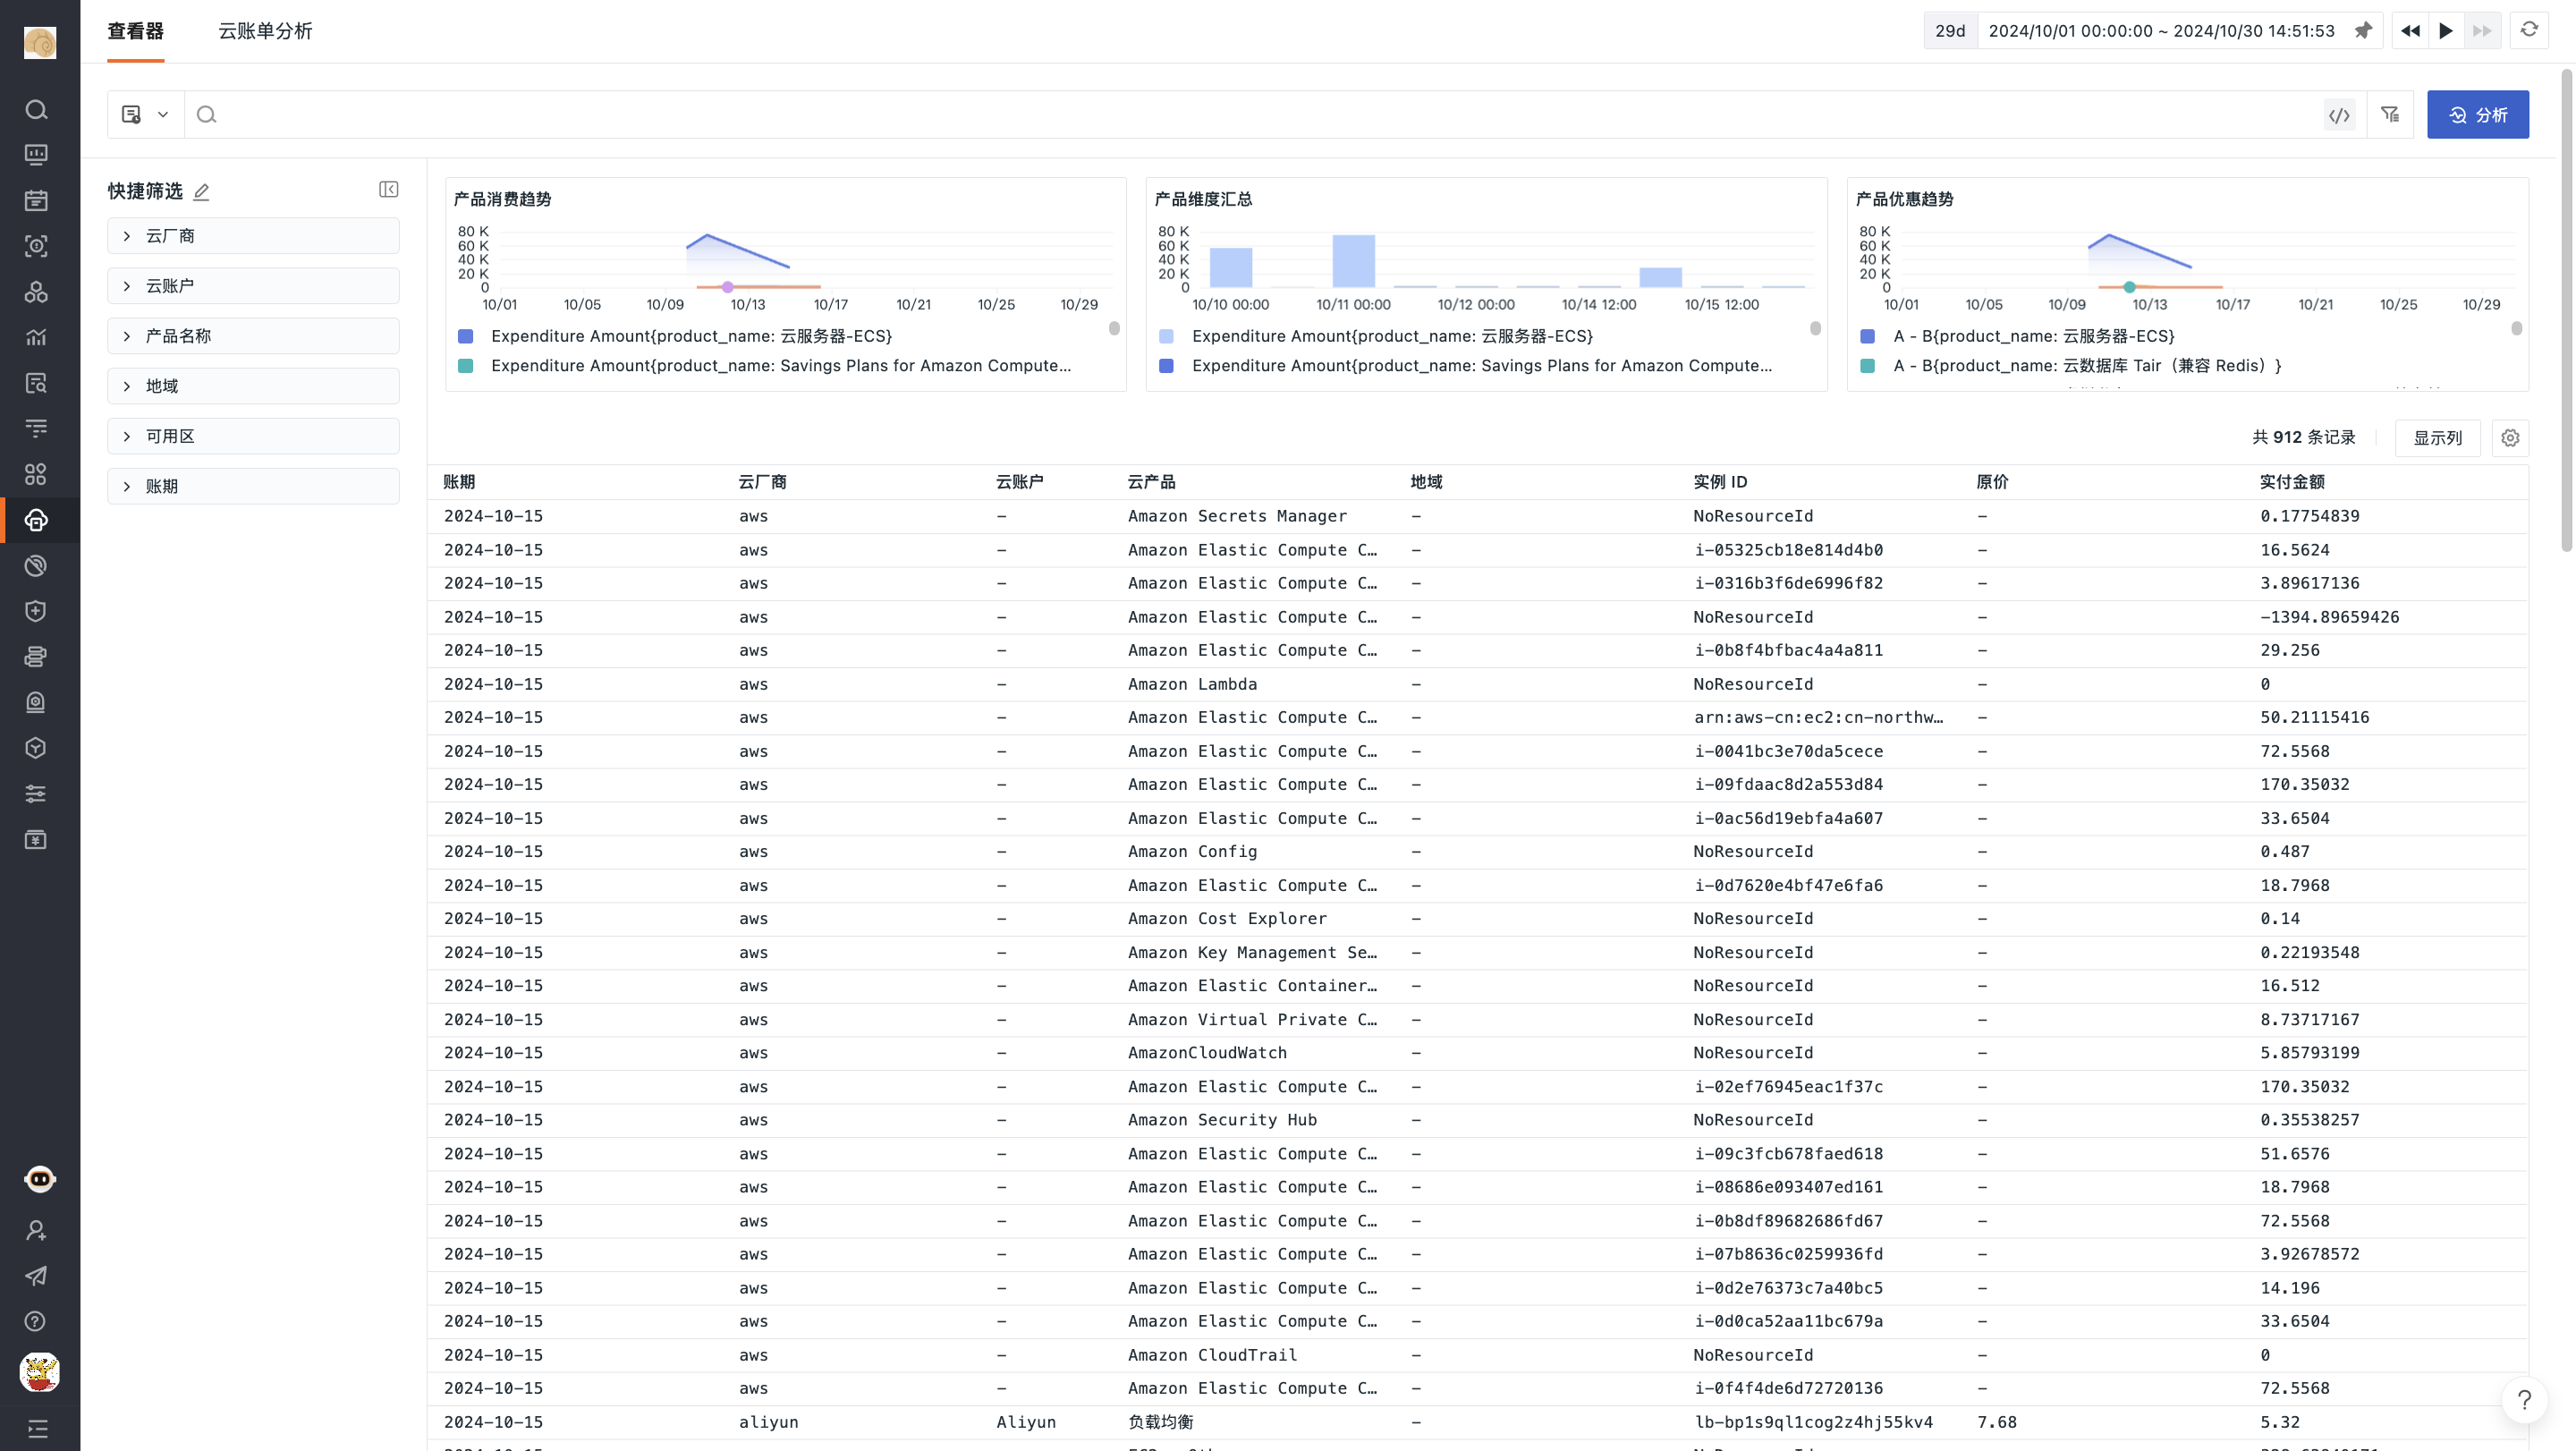 查看器 云账单分析 29d 2024/10/01 00:00:00 ~ 2024/10/30 14:51:53
分析
快捷筛选
云厂商
云账户
产品名称
地域
可用区
账期
产品消费趋势
80 K
60 K
40 K
20 K
0
10/01 10/05 10/09 10/13 10/17 10/21 10/25 10/29
Expenditure Amount{product_name: 云服务器-ECS}
Expenditure Amount{product_name: Savings Plans for Amazon Compute...
产品维度汇总
80 K
60 K
40 K
20 K
0
10/10 00:00 10/11 00:00 10/12 00:00 10/14 12:00 10/15 12:00
Expenditure Amount{product_name: 云服务器-ECS}
Expenditure Amount{product_name: Savings Plans for Amazon Compute...
产品优惠趋势
80 K
60 K
40 K
20 K
0
10/01 10/05 10/09 10/13 10/17 10/21 10/25 10/29
A - B{product_name: 云服务器-ECS}
A - B{product_name: 云数据库 Tair（兼容 Redis）}
共 912 条记录 显示列
账期 云厂商 云账户 云产品 地域 实例 ID 原价 实付金额
2024-10-15 aws - Amazon Secrets Manager - NoResourceId - 0.17754839
2024-10-15 aws - Amazon Elastic Compute C… - i-05325cb18e814d4b0 - 16.5624
2024-10-15 aws - Amazon Elastic Compute C… - i-0316b3f6de6996f82 - 3.89617136
2024-10-15 aws - Amazon Elastic Compute C… - NoResourceId - -1394.89659426
2024-10-15 aws - Amazon Elastic Compute C… - i-0b8f4bfbac4a4a811 - 29.256
2024-10-15 aws - Amazon Lambda - NoResourceId - 0
2024-10-15 aws - Amazon Elastic Compute C… - arn:aws-cn:ec2:cn-northw… - 50.21115416
2024-10-15 aws - Amazon Elastic Compute C… - i-0041bc3e70da5cece - 72.5568
2024-10-15 aws - Amazon Elastic Compute C… - i-09fdaac8d2a553d84 - 170.35032
2024-10-15 aws - Amazon Elastic Compute C… - i-0ac56d19ebfa4a607 - 33.6504
2024-10-15 aws - Amazon Config - NoResourceId - 0.487
2024-10-15 aws - Amazon Elastic Compute C… - i-0d7620e4bf47e6fa6 - 18.7968
2024-10-15 aws - Amazon Cost Explorer - NoResourceId - 0.14
2024-10-15 aws - Amazon Key Management Se… - NoResourceId - 0.22193548
2024-10-15 aws - Amazon Elastic Container… - NoResourceId - 16.512
2024-10-15 aws - Amazon Virtual Private C… - NoResourceId - 8.73717167
2024-10-15 aws - AmazonCloudWatch - NoResourceId - 5.85793199
2024-10-15 aws - Amazon Elastic Compute C… - i-02ef76945eac1f37c - 170.35032
2024-10-15 aws - Amazon Security Hub - NoResourceId - 0.35538257
2024-10-15 aws - Amazon Elastic Compute C… - i-09c3fcb678faed618 - 51.6576
2024-10-15 aws - Amazon Elastic Compute C… - i-08686e093407ed161 - 18.7968
2024-10-15 aws - Amazon Elastic Compute C… - i-0b8df89682686fd67 - 72.5568
2024-10-15 aws - Amazon Elastic Compute C… - i-07b8636c0259936fd - 3.92678572
2024-10-15 aws - Amazon Elastic Compute C… - i-0d2e76373c7a40bc5 - 14.196
2024-10-15 aws - Amazon Elastic Compute C… - i-0d0ca52aa11bc679a - 33.6504
2024-10-15 aws - Amazon CloudTrail - NoResourceId - 0
2024-10-15 aws - Amazon Elastic Compute C… - i-0f4f4de6d72720136 - 72.5568
2024-10-15 aliyun Aliyun 负载均衡 - lb-bp1s9ql1cog2z4hj55kv4 7.68 5.32